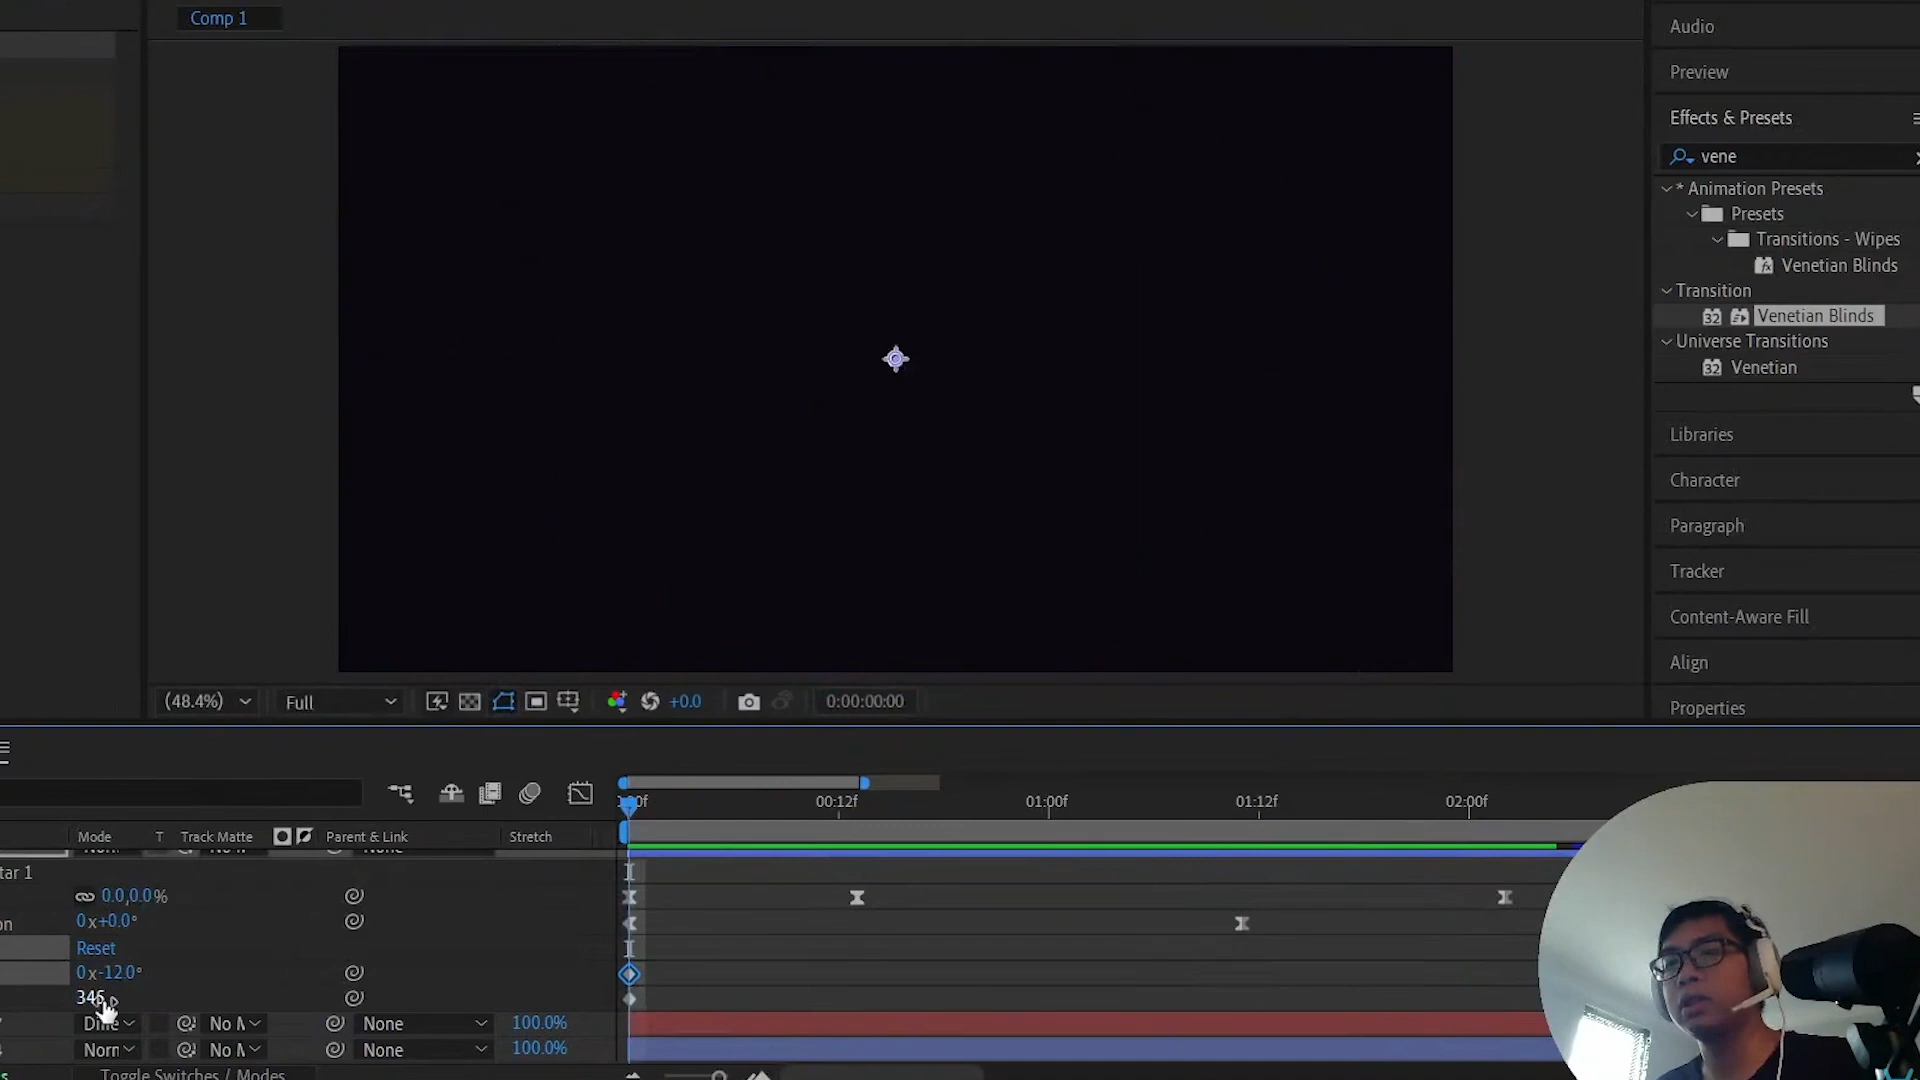 Comp 1
Audio
Preview
Effects & Presets
vene
* Animation Presets
Presets
Transitions - Wipes
Venetian Blinds
Transition
32 Venetian Blinds
Universe Transitions
32 Venetian
Libraries
Character
Paragraph
Tracker
Content-Aware Fill
Align
Properties
(48.4%) Full +0.0 0:00:00:00
00:12f 01:00f 01:12f 02:00f
Mode T Track Matte Parent & Link Stretch
tar 1
0.0,0.0%
on 0x+0.0°
Reset
0x-12.0°
None 100.0%
None 100.0%
Toggle Switches / Modes